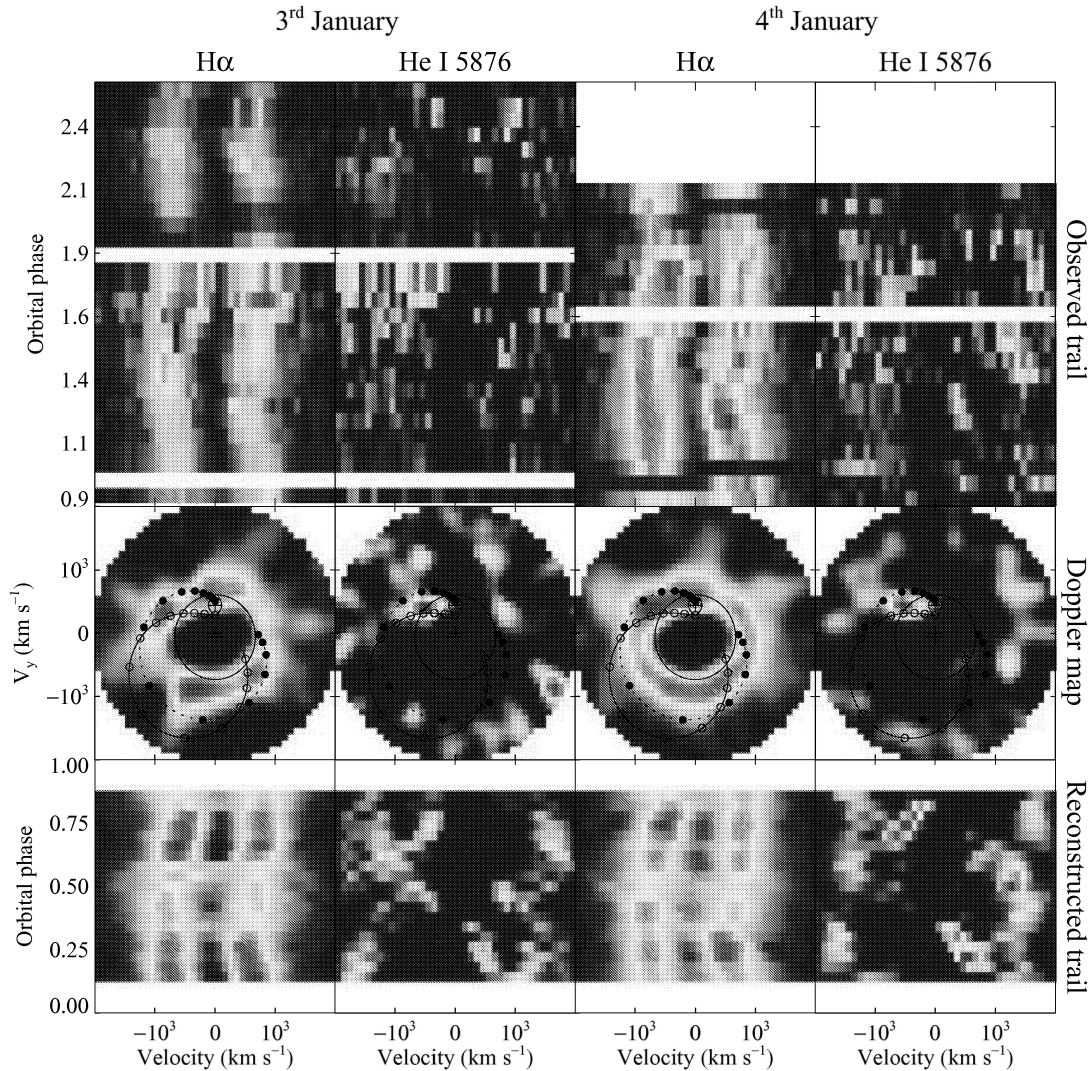 3rd January
4th January
Hα
He I 5876
Hα
He I 5876
Orbital phase
2.4
2.1
1.9
1.6
1.4
1.1
0.9
Observed trail
Vy (km s−1)
10³
0
−10³
Doppler map
Orbital phase
1.00
0.75
0.50
0.25
0.00
Reconstructed trail
−10³ 0 10³
−10³ 0 10³
−10³ 0 10³
−10³ 0 10³
Velocity (km s−1)
Velocity (km s−1)
Velocity (km s−1)
Velocity (km s−1)